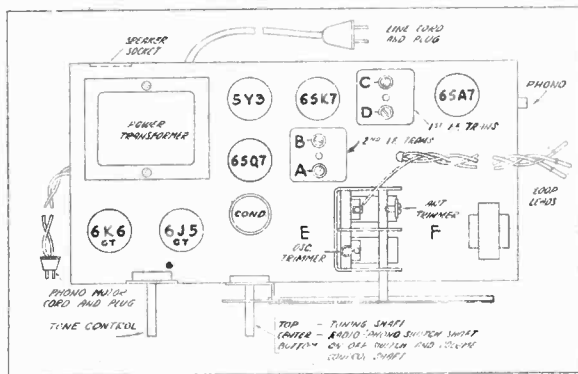 SPEAKER
SOCKET
LINE CORD
AND PLUG
5Y3
6SK7
C
D
6SA7
PHONO
1ST I.F. TRANS
POWER
TRANSFORMER
2ND I.F. TRANS
B
A
6SQ7
LOOP
LEADS
COND
E
ANT
TRIMMER
F
6K6
GT
6J5
GT
OSC
TRIMMER
PHONO MOTOR
CORD AND PLUG
TONE CONTROL
TOP - TUNING SHAFT
CENTER - RADIO-PHONO SWITCH SHAFT
BOTTOM ON OFF SWITCH AND VOLUME
CONTROL SHAFT